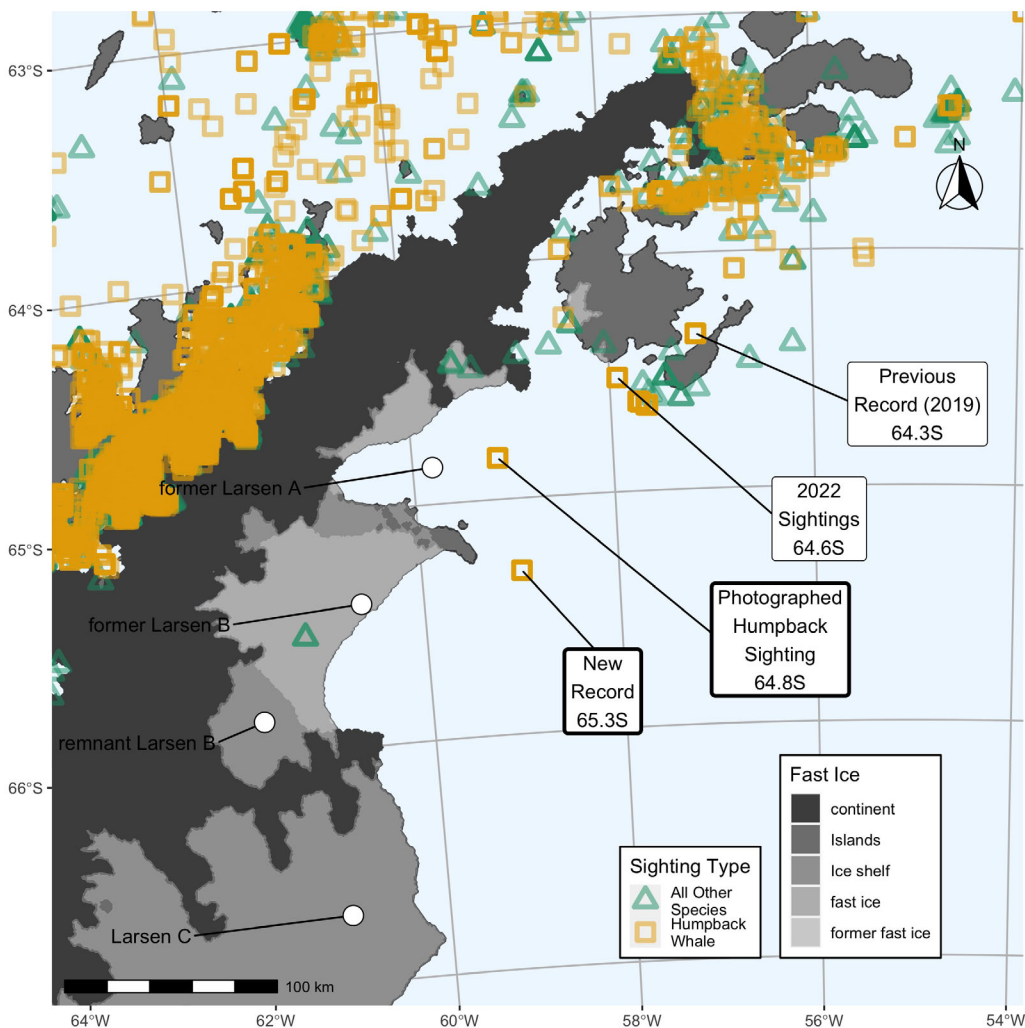 63°S
64°S
65°S
66°S
N
Previous
Record (2019)
64.3S
2022
Sightings
64.6S
Photographed
Humpback
Sighting
64.8S
New
Record
65.3S
former Larsen A
former Larsen B
remnant Larsen B
Larsen C
Sighting Type
All Other
Species
Humpback
Whale
Fast Ice
continent
Islands
Ice shelf
fast ice
former fast ice
100 km
64°W
62°W
60°W
58°W
56°W
54°W